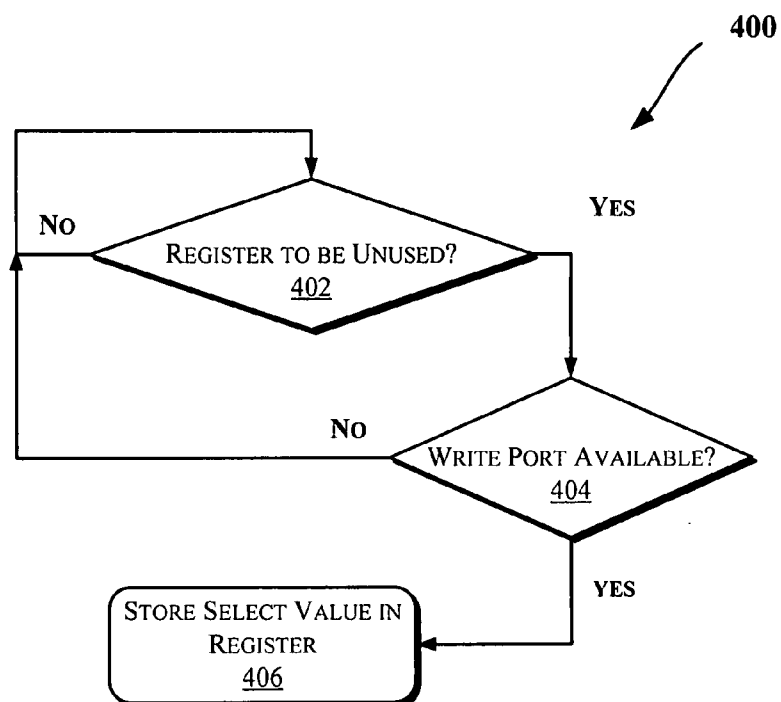 400
No
YES
REGISTER TO BE UNUSED?
402
No
WRITE PORT AVAILABLE?
404
YES
STORE SELECT VALUE IN
REGISTER
406